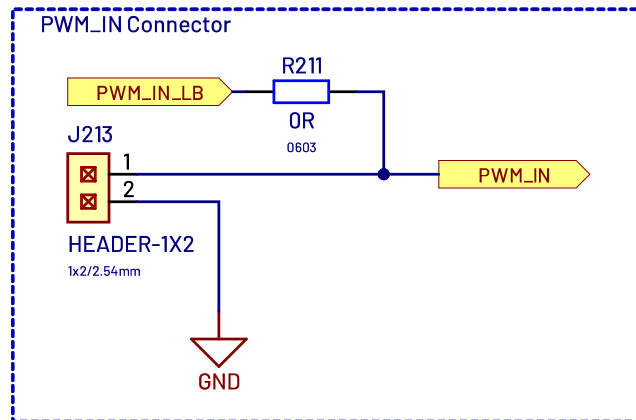 PWM_IN Connector
R211
PWM_IN_LB
0R
0603
J213
1
2
PWM_IN
HEADER-1X2
1x2/2.54mm
GND